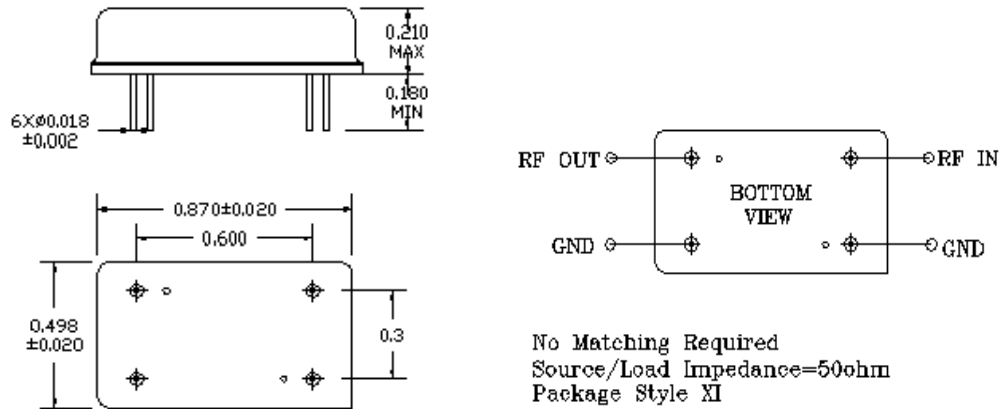 0.210
MAX
0.180
MIN
6XØ0.018
±0.002
0.870±0.020
0.600
0.498
±0.020
0.3
RF OUT
RF IN
BOTTOM
VIEW
GND
GND
No Matching Required
Source/Load Impedance=50ohm
Package Style XI